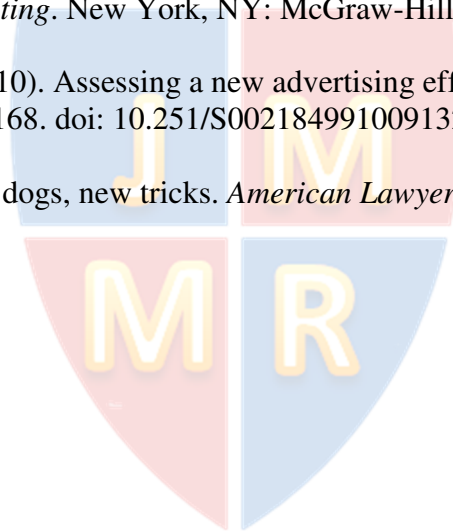 ting. New York, NY: McGraw-Hill
10). Assessing a new advertising eff
168. doi: 10.251/S00218499100913
dogs, new tricks. American Lawyer
J M
M R